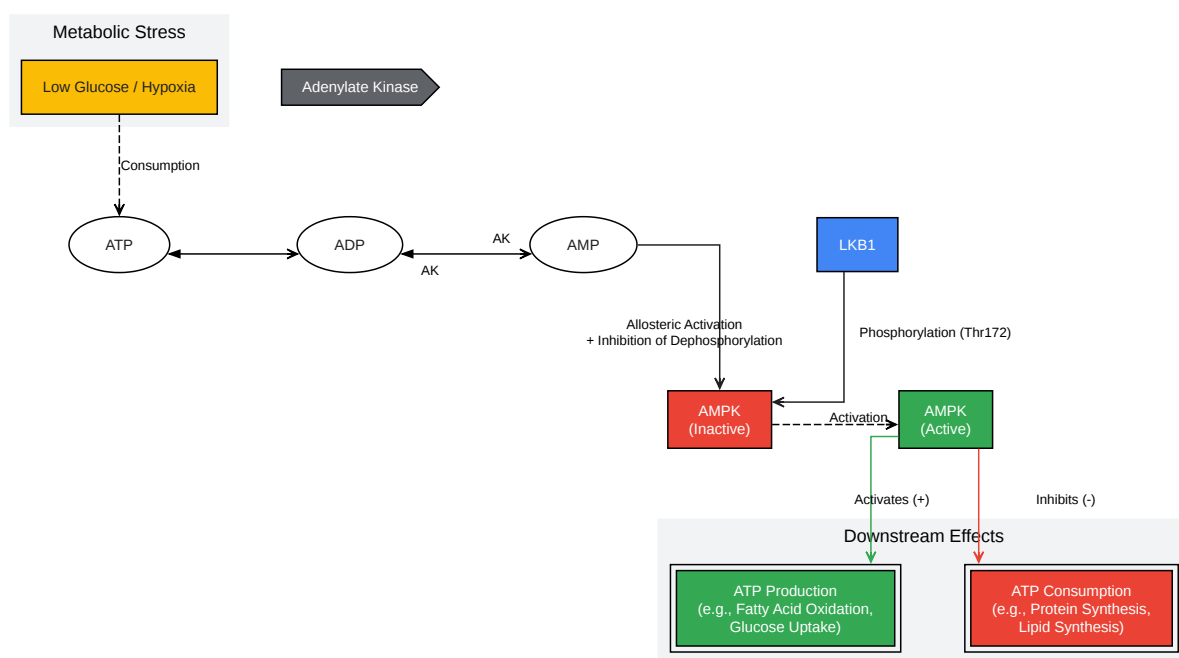 Metabolic Stress
Low Glucose / Hypoxia
Adenylate Kinase
Consumption
ATP
ADP
AK
AK
AMP
LKB1
Allosteric Activation
+ Inhibition of Dephosphorylation
Phosphorylation (Thr172)
AMPK
(Inactive)
Activation
AMPK
(Active)
Activates (+)
Inhibits (-)
Downstream Effects
ATP Production
(e.g., Fatty Acid Oxidation,
Glucose Uptake)
ATP Consumption
(e.g., Protein Synthesis,
Lipid Synthesis)